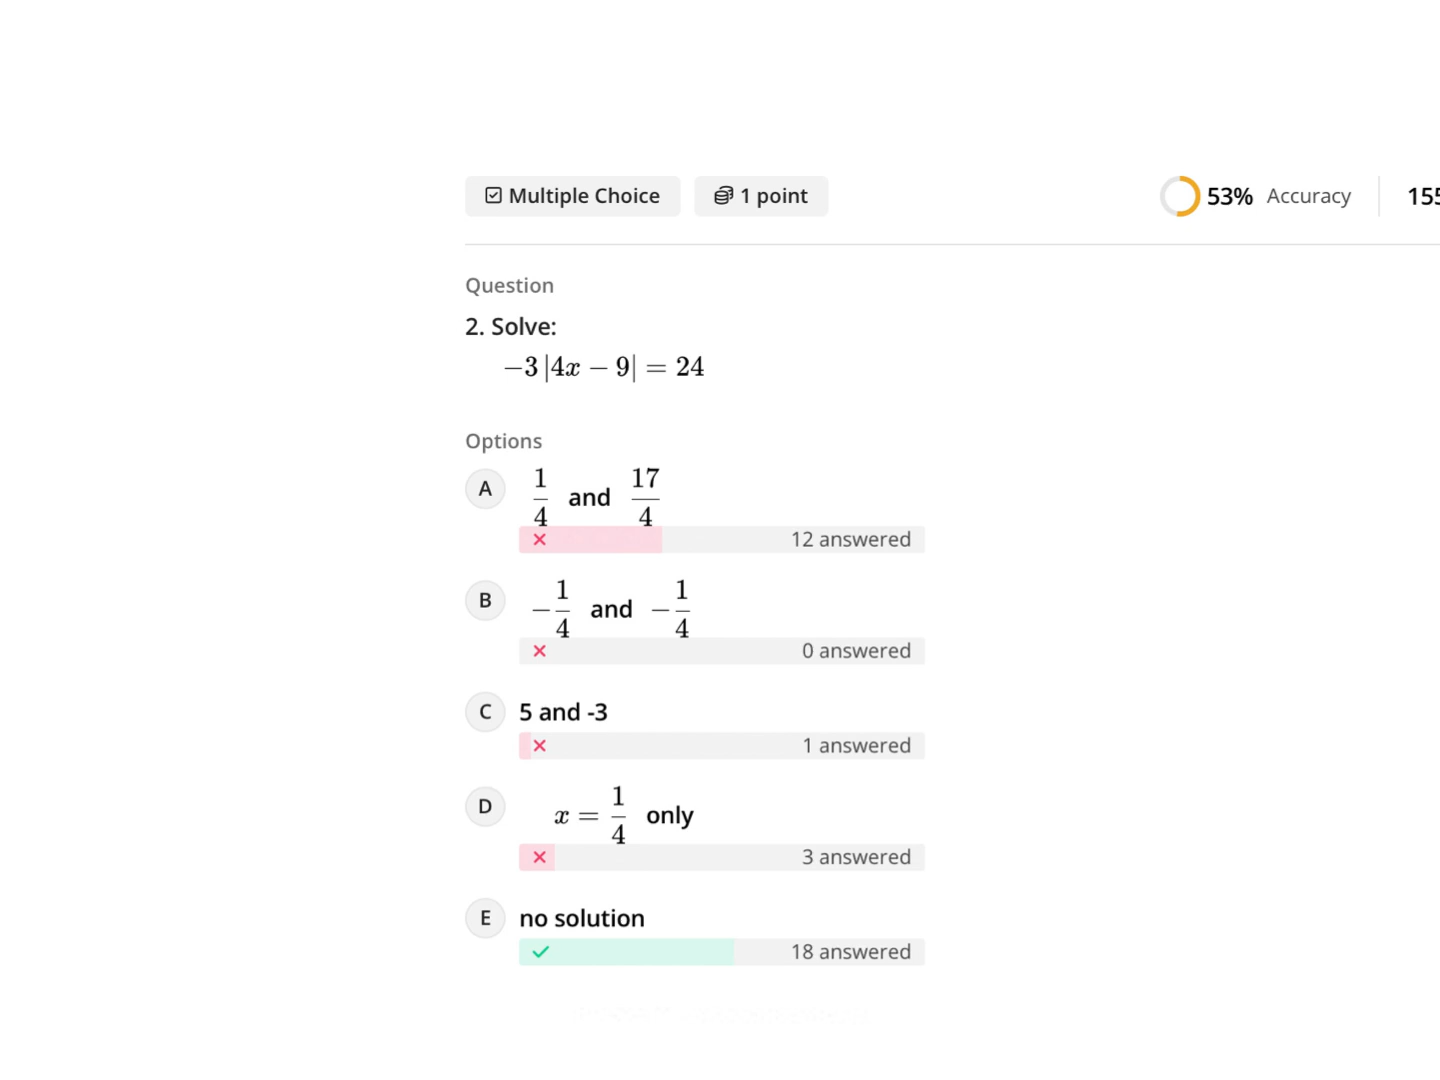 Multiple Choice 1 point 53% Accuracy 155
Question
2. Solve:
−3 |4x − 9| = 24
Options
A 1/4 and 17/4
12 answered
B −1/4 and −1/4
0 answered
C 5 and -3
1 answered
D x = 1/4 only
3 answered
E no solution
18 answered